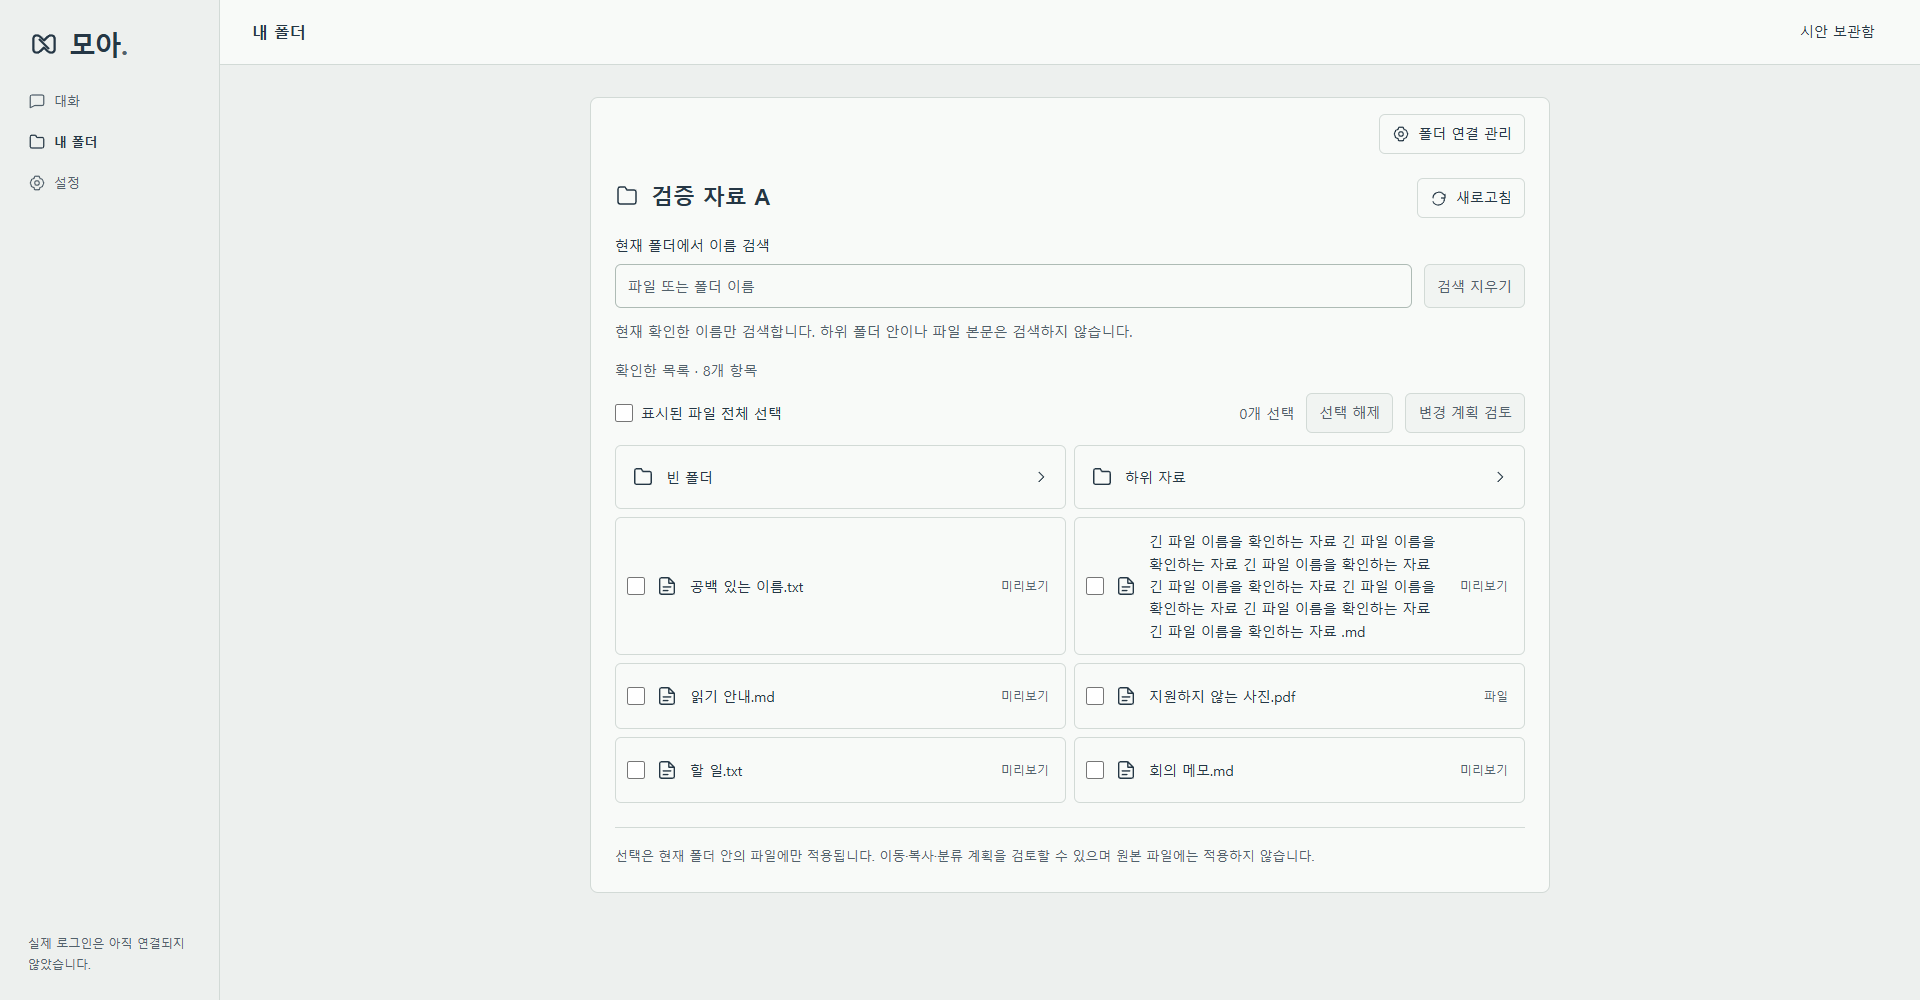 모아.
대화
내 폴더
설정
실제 로그인은 아직 연결되지
않았습니다.
내 폴더
시안 보관함
폴더 연결 관리
검증 자료 A
새로고침
현재 폴더에서 이름 검색
파일 또는 폴더 이름
검색 지우기
현재 확인한 이름만 검색합니다. 하위 폴더 안이나 파일 본문은 검색하지 않습니다.
확인한 목록 · 8개 항목
표시된 파일 전체 선택
0개 선택
선택 해제
변경 계획 검토
빈 폴더
하위 자료
공백 있는 이름.txt
미리보기
긴 파일 이름을 확인하는 자료 긴 파일 이름을
확인하는 자료 긴 파일 이름을 확인하는 자료
긴 파일 이름을 확인하는 자료 긴 파일 이름을
확인하는 자료 긴 파일 이름을 확인하는 자료
긴 파일 이름을 확인하는 자료 .md
미리보기
읽기 안내.md
미리보기
지원하지 않는 사진.pdf
파일
할 일.txt
미리보기
회의 메모.md
미리보기
선택은 현재 폴더 안의 파일에만 적용됩니다. 이동·복사·분류 계획을 검토할 수 있으며 원본 파일에는 적용하지 않습니다.